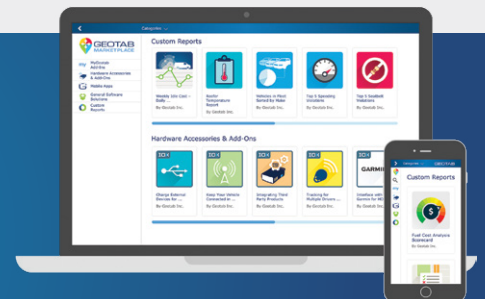 Categories
GEOTAB
MARKETPLACE
MyGeotab
Add-Ins
Hardware Accessories
& Add-Ons
Mobile Apps
General Software
Solutions
Custom
Reports
Custom Reports
Weekly Idle Cost -
Daily ...
By Geotab Inc.
Reefer
Temperature
Report
By Geotab Inc.
Vehicles in Fleet
Sorted by Make
By Geotab Inc.
Top 5 Speeding
Violations
By Geotab Inc.
Top 5 Seatbelt
Violations
By Geotab Inc.
Hardware Accessories & Add-Ons
IOX
Charge External
Devices for ...
By Geotab Inc.
IOX
Keep Your Vehicle
Connected in ...
By Geotab Inc.
IOX
Integrating Third
Party Products
By Geotab Inc.
IOX
Training for
Multiple Drivers ...
By Geotab Inc.
IOX
GARMI
Interface with
Garmin for
By Geotab Inc.
Categories
Custom Reports
Fuel Cost Analysis
Scorecard
By Geotab Inc.